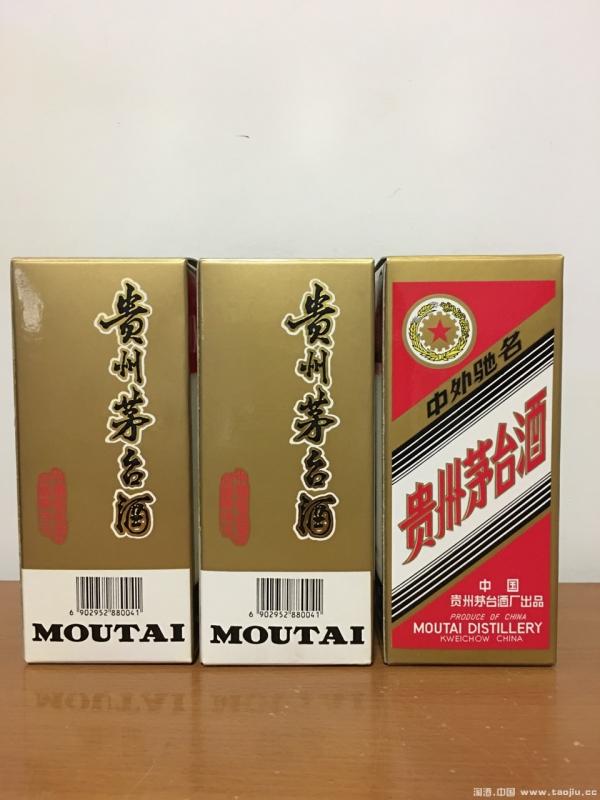 贵州茅台酒
6 902952 880041
MOUTAI
贵州茅台酒
6 902952 880041
MOUTAI
中外驰名
贵州茅台酒
中国
贵州茅台酒厂出品
PRODUCE OF CHINA
MOUTAI DISTILLERY
KWEICHOW CHINA
淘酒.中国 www.taojiu.cc